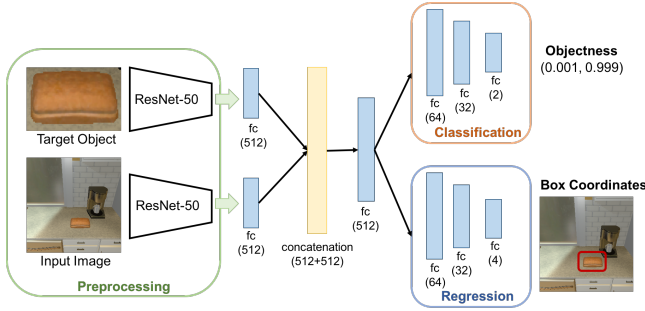 ResNet-50
Target Object
ResNet-50
Input Image
Preprocessing
fc
(512)
fc
(512)
concatenation
(512+512)
fc
(512)
fc
(64)
fc
(32)
fc
(2)
Classification
Objectness
(0.001, 0.999)
fc
(64)
fc
(32)
fc
(4)
Regression
Box Coordinates